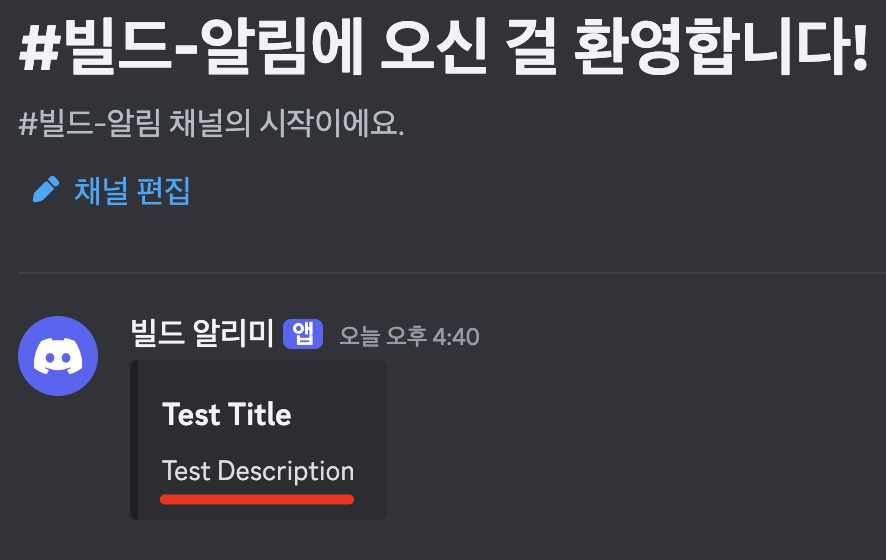 #빌드-알림에 오신 걸 환영합니다!
#빌드-알림 채널의 시작이에요.
채널 편집
빌드 알리미 앱 오늘 오후 4:40
Test Title
Test Description